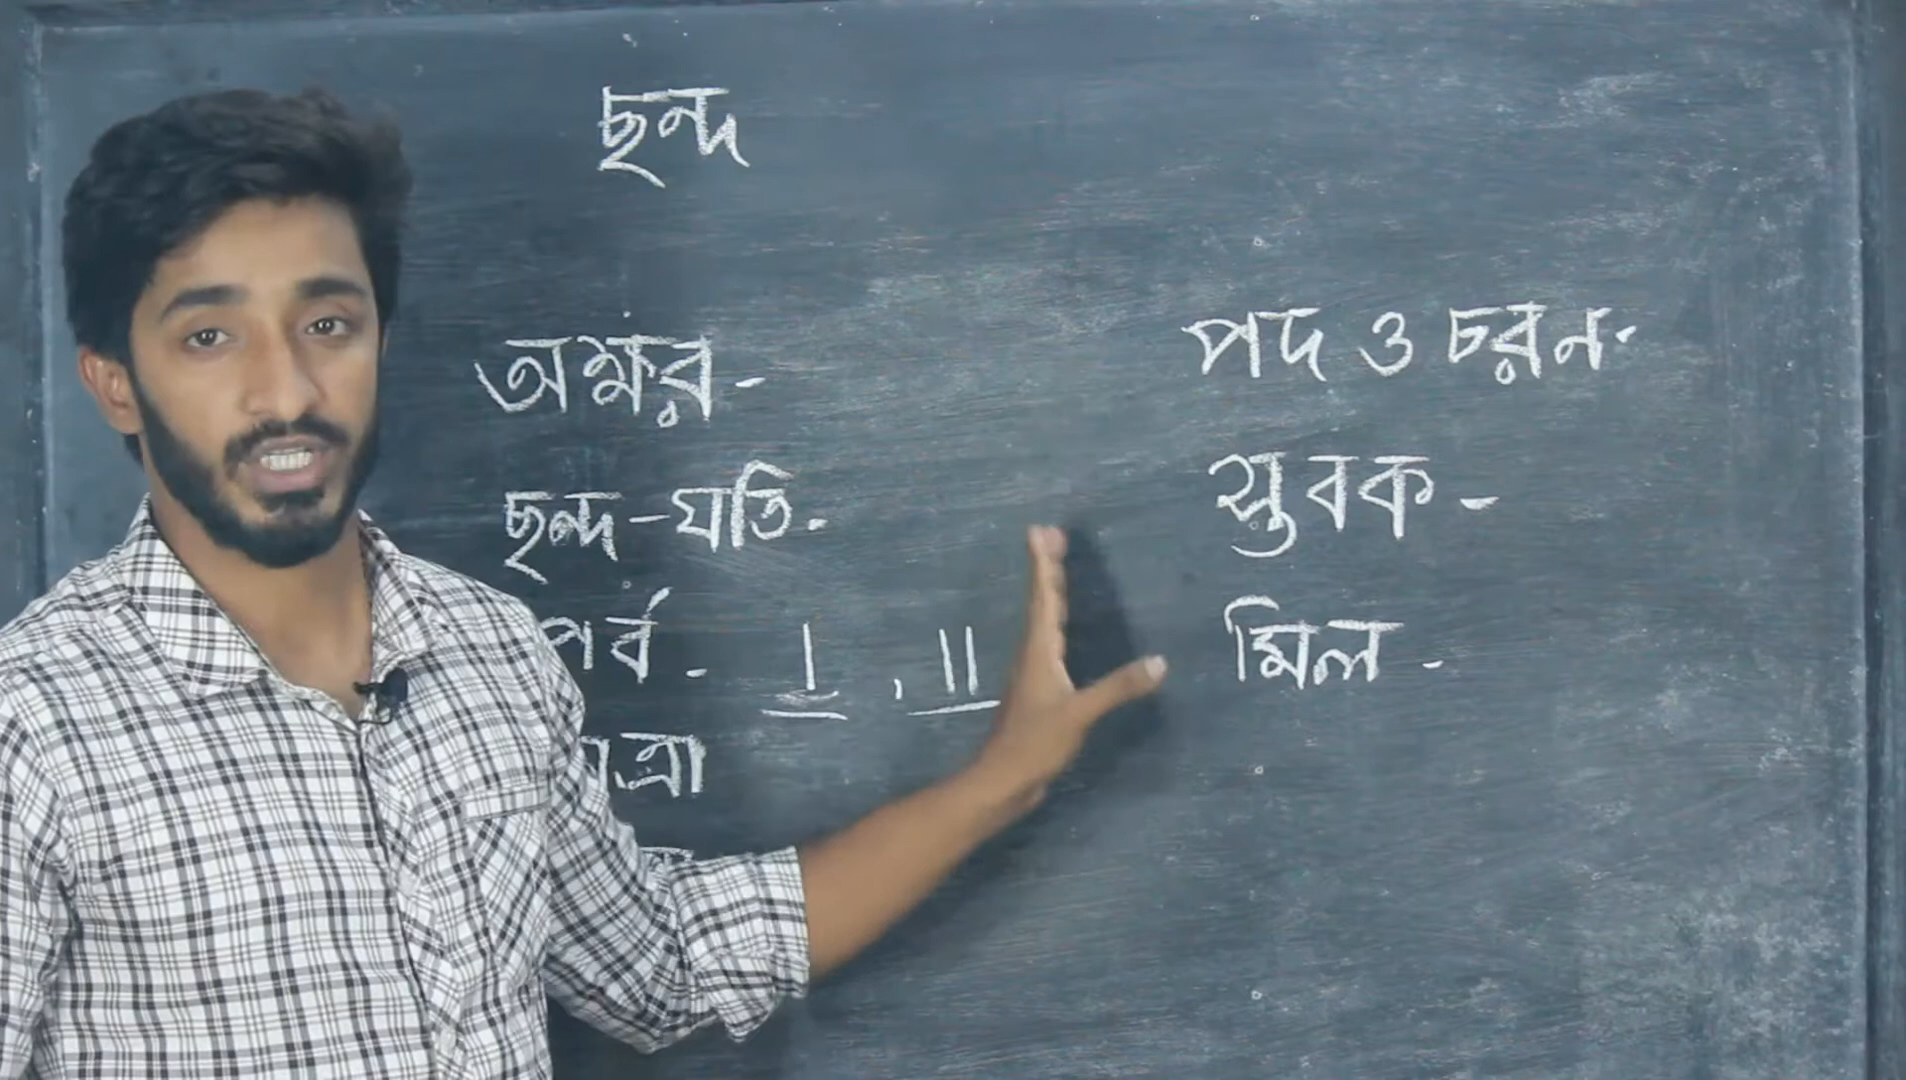 ছন্দ
অক্ষর -
ছন্দ-যতি.
পর্ব. | , ||
ত্রা
পদ ও চরন.
স্তবক -
মিল .